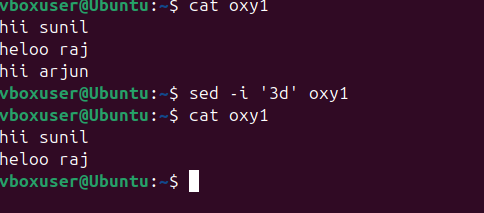 vboxuser@Ubuntu:~$ cat oxy1
hii sunil
heloo raj
hii arjun
vboxuser@Ubuntu:~$ sed -i '3d' oxy1
vboxuser@Ubuntu:~$ cat oxy1
hii sunil
heloo raj
vboxuser@Ubuntu:~$